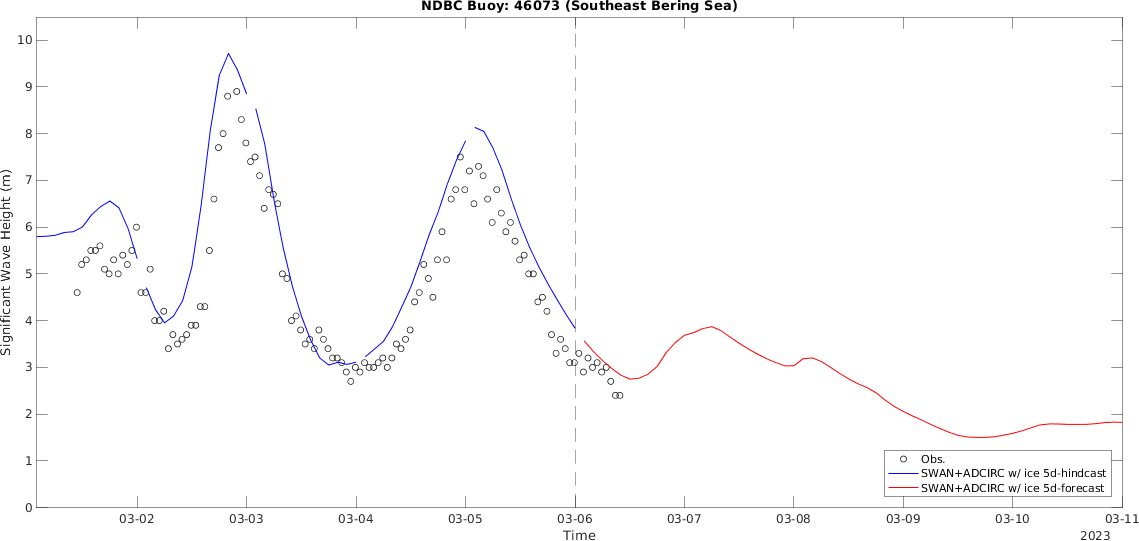 NDBC Buoy: 46073 (Southeast Bering Sea)
Significant Wave Height (m)
10
9
8
7
6
5
4
3
2
1
0
Obs.
SWAN+ADCIRC w/ ice 5d-hindcast
SWAN+ADCIRC w/ ice 5d-forecast
03-02 03-03 03-04 03-05 03-06 03-07 03-08 03-09 03-10 03-11
Time
2023